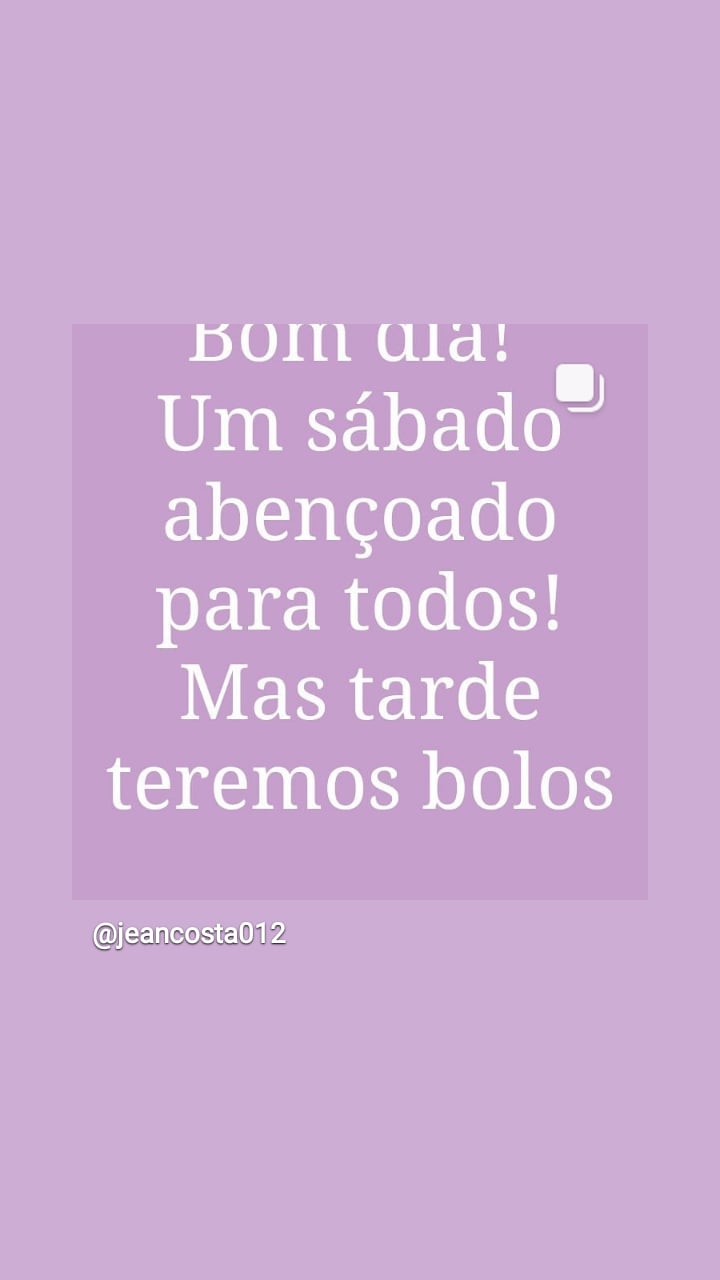 Bom dia!
Um sábado
abençoado
para todos!
Mas tarde
teremos bolos
@jeancosta012